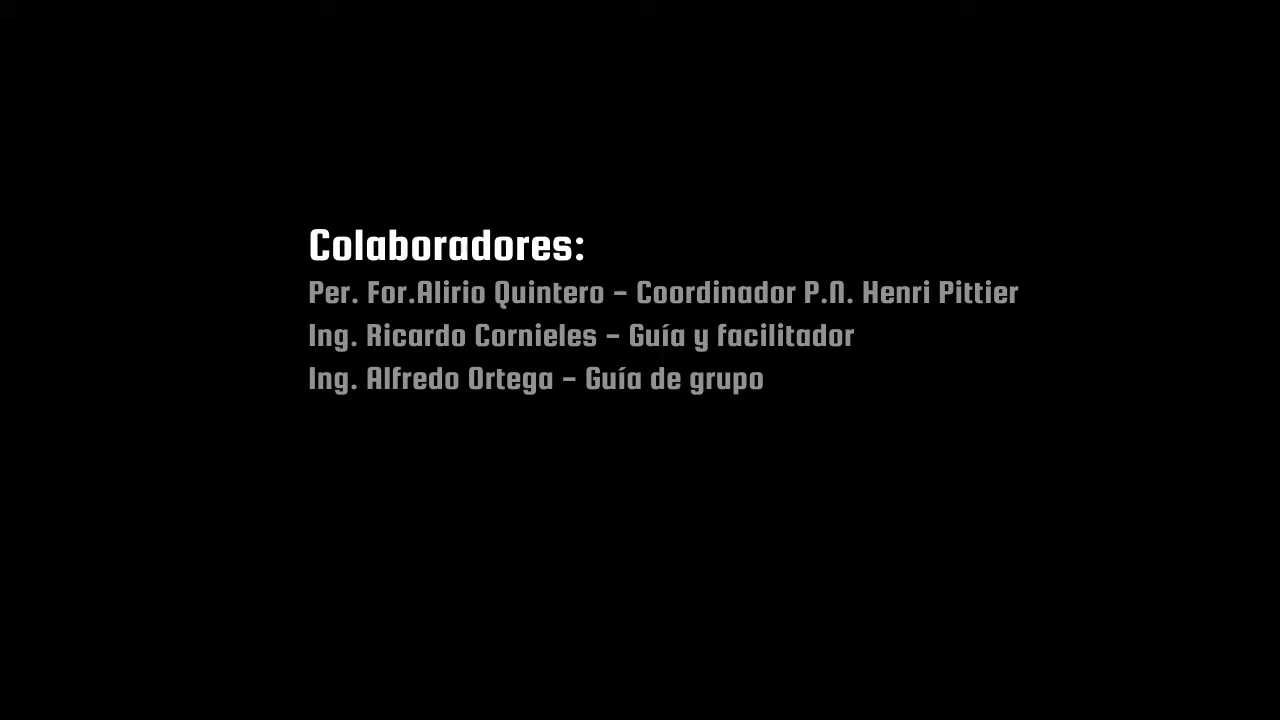 Colaboradores:
Per. For.Alirio Quintero - Coordinador P.N. Henri Pittier
Ing. Ricardo Cornieles - Guía y facilitador
Ing. Alfredo Ortega - Guía de grupo